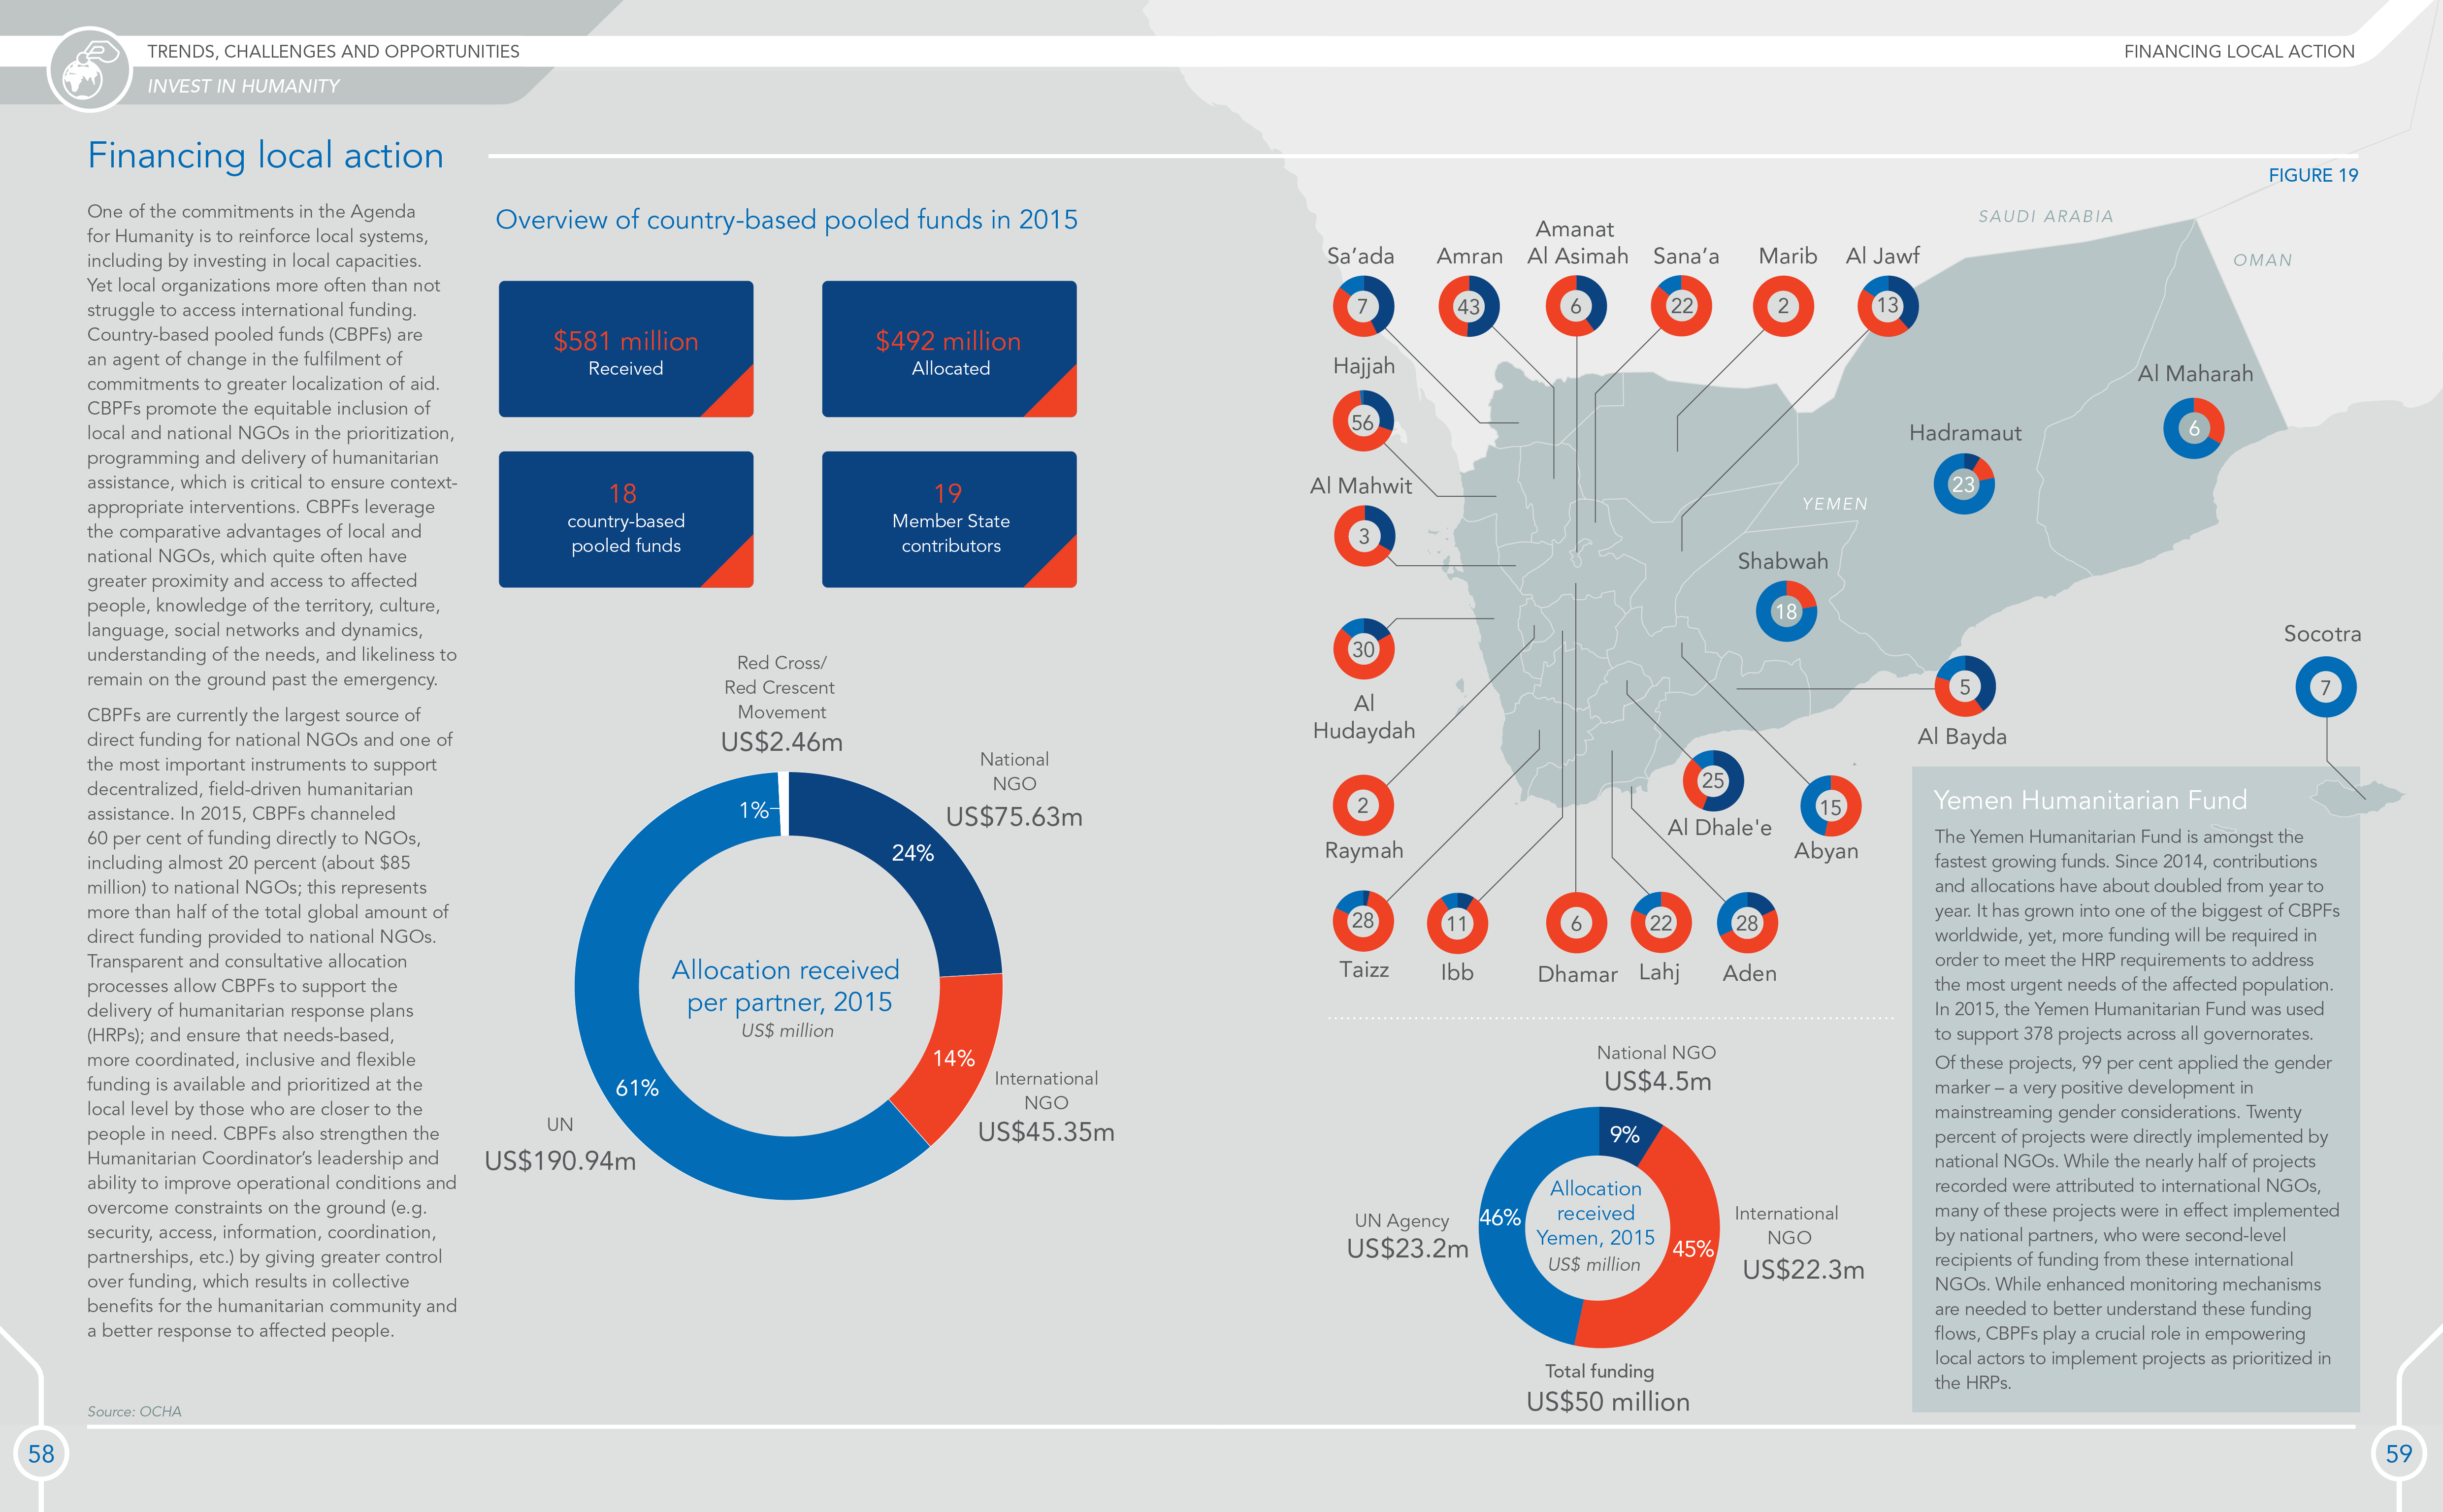 TRENDS, CHALLENGES AND OPPORTUNITIES
INVEST IN HUMANITY
FINANCING LOCAL ACTION
Financing local action
One of the commitments in the Agenda
for Humanity is to reinforce local systems,
including by investing in local capacities.
Yet local organizations more often than not
struggle to access international funding.
Country-based pooled funds (CBPFs) are
an agent of change in the fulfilment of
commitments to greater localization of aid.
CBPFs promote the equitable inclusion of
local and national NGOs in the prioritization,
programming and delivery of humanitarian
assistance, which is critical to ensure context-
appropriate interventions. CBPFs leverage
the comparative advantages of local and
national NGOs, which quite often have
greater proximity and access to affected
people, knowledge of the territory, culture,
language, social networks and dynamics,
understanding of the needs, and likeliness to
remain on the ground past the emergency.
CBPFs are currently the largest source of
direct funding for national NGOs and one of
the most important instruments to support
decentralized, field-driven humanitarian
assistance. In 2015, CBPFs channeled
60 per cent of funding directly to NGOs,
including almost 20 percent (about $85
million) to national NGOs; this represents
more than half of the total global amount of
direct funding provided to national NGOs.
Transparent and consultative allocation
processes allow CBPFs to support the
delivery of humanitarian response plans
(HRPs); and ensure that needs-based,
more coordinated, inclusive and flexible
funding is available and prioritized at the
local level by those who are closer to the
people in need. CBPFs also strengthen the
Humanitarian Coordinator's leadership and
ability to improve operational conditions and
overcome constraints on the ground (e.g.
security, access, information, coordination,
partnerships, etc.) by giving greater control
over funding, which results in collective
benefits for the humanitarian community and
a better response to affected people.
Source: OCHA
58
Overview of country-based pooled funds in 2015
$581 million
Received
$492 million
Allocated
18
country-based
pooled funds
19
Member State
contributors
Red Cross/
Red Crescent
Movement
US$2.46m
National
NGO
US$75.63m
1%
24%
Allocation received
per partner, 2015
US$ million
14%
61%
International
NGO
US$45.35m
UN
US$190.94m
FIGURE 19
SAUDI ARABIA
OMAN
YEMEN
Sa'ada
7
Amran
43
Amanat
Al Asimah
6
Sana'a
22
Marib
2
Al Jawf
13
Hajjah
56
Al Maharah
6
Hadramaut
23
Al Mahwit
3
Shabwah
18
30
Al
Hudaydah
Socotra
7
5
Al Bayda
2
Raymah
25
Al Dhale'e
15
Abyan
28
Taizz
11
Ibb
6
Dhamar
22
Lahj
28
Aden
National NGO
US$4.5m
9%
Allocation
received
Yemen, 2015
US$ million
46%
45%
UN Agency
US$23.2m
International
NGO
US$22.3m
Total funding
US$50 million
Yemen Humanitarian Fund
The Yemen Humanitarian Fund is amongst the
fastest growing funds. Since 2014, contributions
and allocations have about doubled from year to
year. It has grown into one of the biggest of CBPFs
worldwide, yet, more funding will be required in
order to meet the HRP requirements to address
the most urgent needs of the affected population.
In 2015, the Yemen Humanitarian Fund was used
to support 378 projects across all governorates.
Of these projects, 99 per cent applied the gender
marker – a very positive development in
mainstreaming gender considerations. Twenty
percent of projects were directly implemented by
national NGOs. While the nearly half of projects
recorded were attributed to international NGOs,
many of these projects were in effect implemented
by national partners, who were second-level
recipients of funding from these international
NGOs. While enhanced monitoring mechanisms
are needed to better understand these funding
flows, CBPFs play a crucial role in empowering
local actors to implement projects as prioritized in
the HRPs.
59